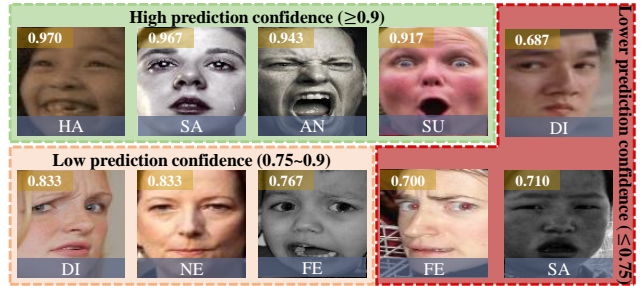 High prediction confidence (≥0.9)
0.970
0.967
0.943
0.917
0.687
HA
SA
AN
SU
DI
Lower prediction confidence (≤0.75)
Low prediction confidence (0.75~0.9)
0.833
0.833
0.767
0.700
0.710
DI
NE
FE
FE
SA